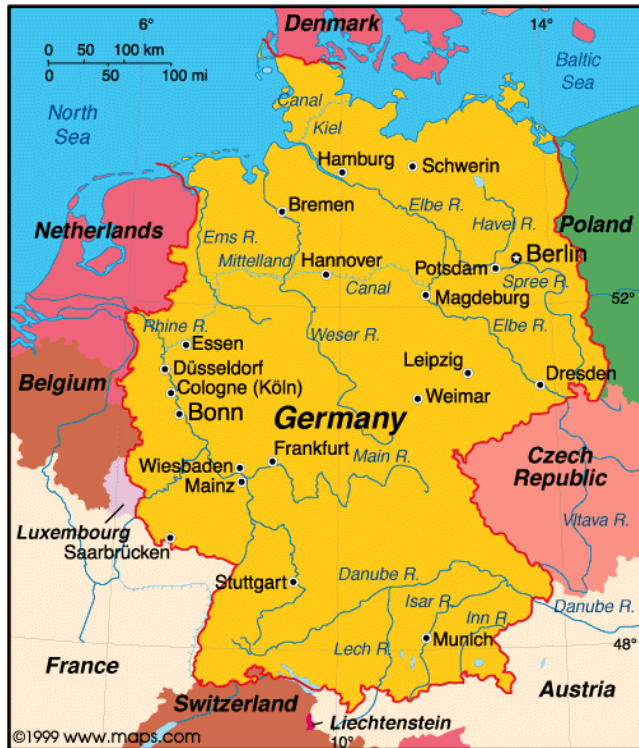 6°
Denmark
14°
0 50 100 km
0 50 100 mi
North
Sea
Baltic
Sea
Canal
Kiel
Hamburg
Schwerin
Bremen
Elbe R.
Havel R.
Poland
Netherlands
Ems R.
Mittelland
Hannover
Canal
Potsdam
Berlin
Spree R.
Magdeburg
52°
Rhine R.
Essen
Weser R.
Elbe R.
Düsseldorf
Belgium
Cologne (Köln)
Leipzig
Dresden
Bonn
Weimar
Germany
Frankfurt
Main R.
Wiesbaden
Mainz
Czech
Republic
Luxembourg
Vltava R.
Saarbrücken
Stuttgart
Danube R.
Isar R.
Inn R.
Danube R.
Lech R.
Munich
48°
France
Austria
Switzerland
Liechtenstein
©1999 www.maps.com
10°